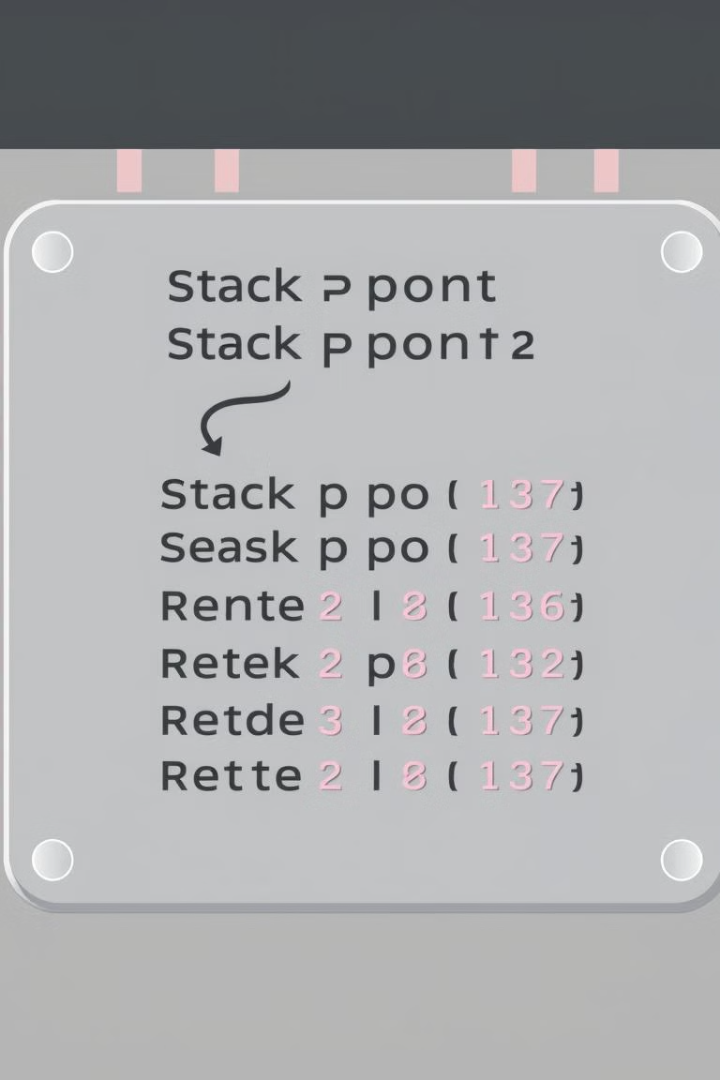 Stack p pont
Stack p pont 2
Stack p po ( 137)
Seask p po ( 137)
Rente 2 l 8 ( 136)
Retek 2 p8 ( 132)
Retde 3 l 8 ( 137)
Rette 2 l 8 ( 137)